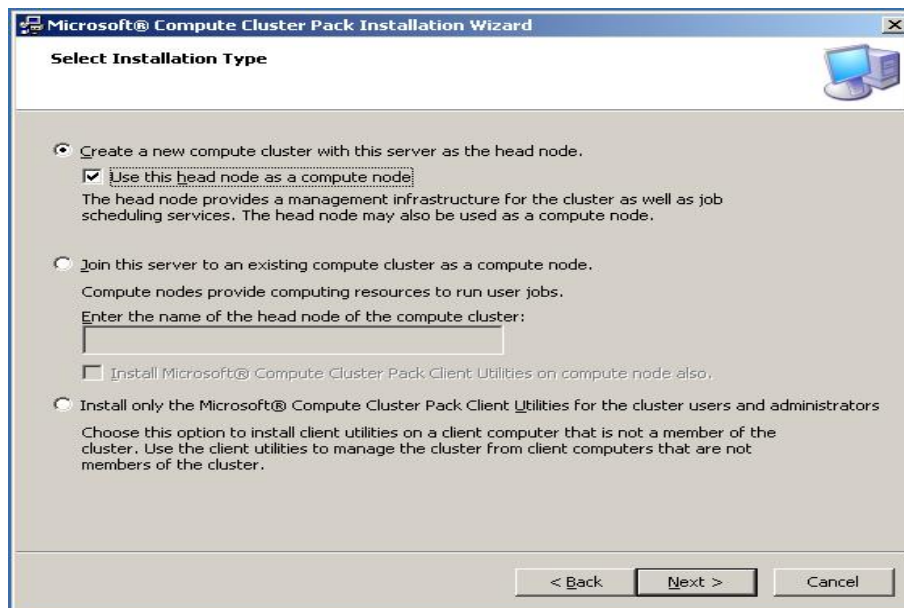 Microsoft® Compute Cluster Pack Installation Wizard
Select Installation Type
Create a new compute cluster with this server as the head node.
Use this head node as a compute node
The head node provides a management infrastructure for the cluster as well as job
scheduling services. The head node may also be used as a compute node.
Join this server to an existing compute cluster as a compute node.
Compute nodes provide computing resources to run user jobs.
Enter the name of the head node of the compute cluster:
Install Microsoft® Compute Cluster Pack Client Utilities on compute node also.
Install only the Microsoft® Compute Cluster Pack Client Utilities for the cluster users and administrators
Choose this option to install client utilities on a client computer that is not a member of the
cluster. Use the client utilities to manage the cluster from client computers that are not
members of the cluster.
< Back Next > Cancel